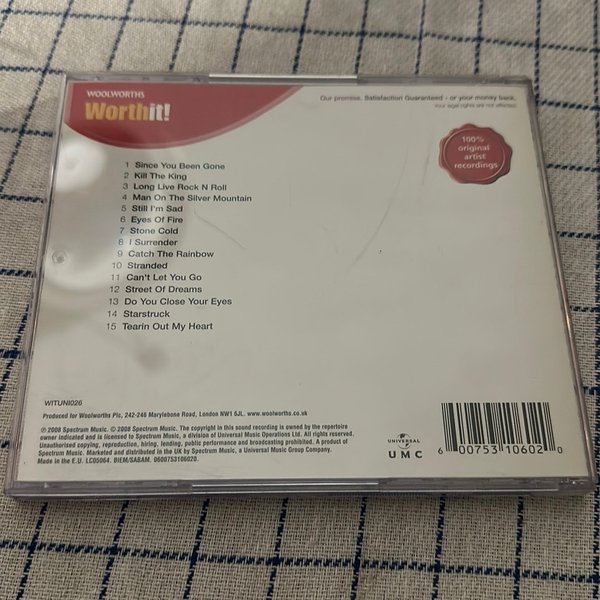 WOOLWORTHS
Worthit!
Our promise. Satisfaction Guaranteed - or your money back.
Your legal rights are not affected.
100%
original
artist
recordings
1 Since You Been Gone
2 Kill The King
3 Long Live Rock N Roll
4 Man On The Silver Mountain
5 Still I'm Sad
6 Eyes Of Fire
7 Stone Cold
8 I Surrender
9 Catch The Rainbow
10 Stranded
11 Can't Let You Go
12 Street Of Dreams
13 Do You Close Your Eyes
14 Starstruck
15 Tearin Out My Heart
WITUNI026
Produced for Woolworths Plc, 242-246 Marylebone Road, London NW1 6JL. www.woolworths.co.uk
℗ 2008 Spectrum Music. © 2008 Spectrum Music. The copyright in this sound recording is owned by the repertoire
owner indicated and is licensed to Spectrum Music, a division of Universal Music Operations Ltd. All rights reserved.
Unauthorised copying, reproduction, hiring, lending, public performance and broadcasting prohibited. A product of
Spectrum Music. Marketed and distributed in the UK by Spectrum Music, a Universal Music Group Company.
Made in the E.U. LC05064. BIEM/SABAM. 0600753106020.
UNIVERSAL
UMC
6 00753 10602 0